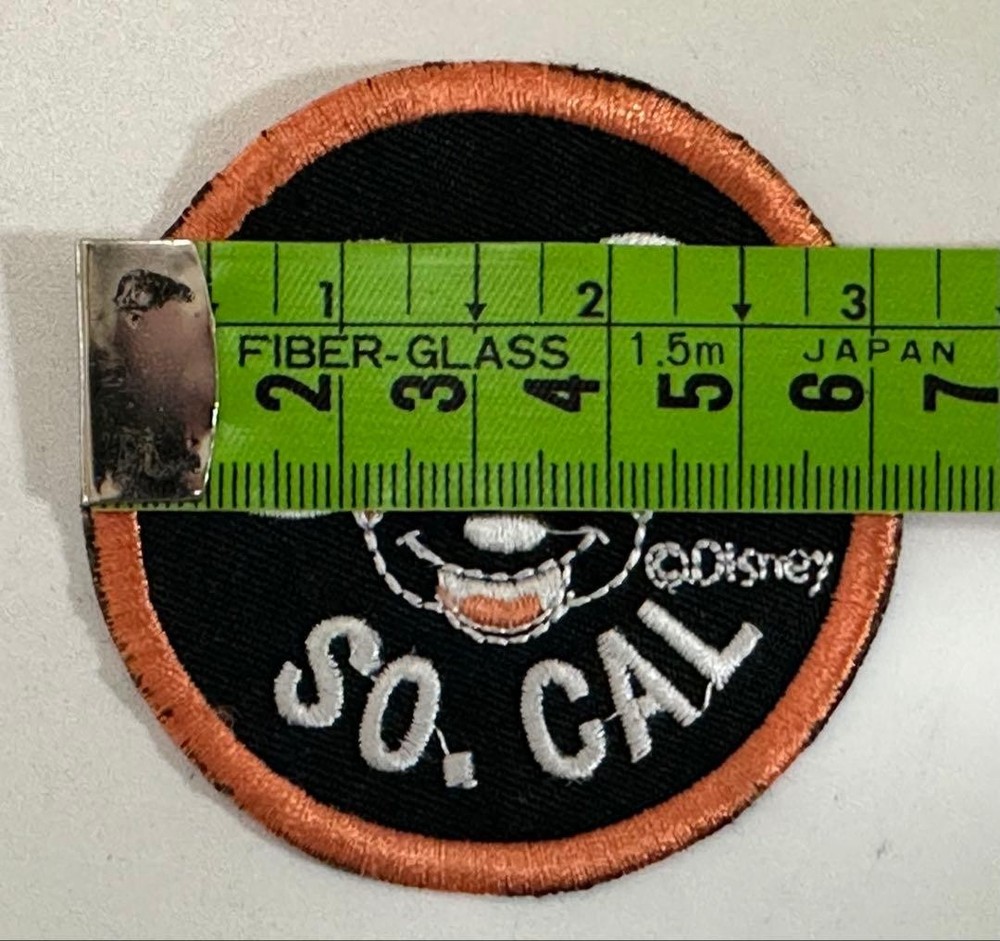 1 2 3
FIBER-GLASS 1.5m JAPAN
2 3 4 5 6 7
©Disney
SO. CAL